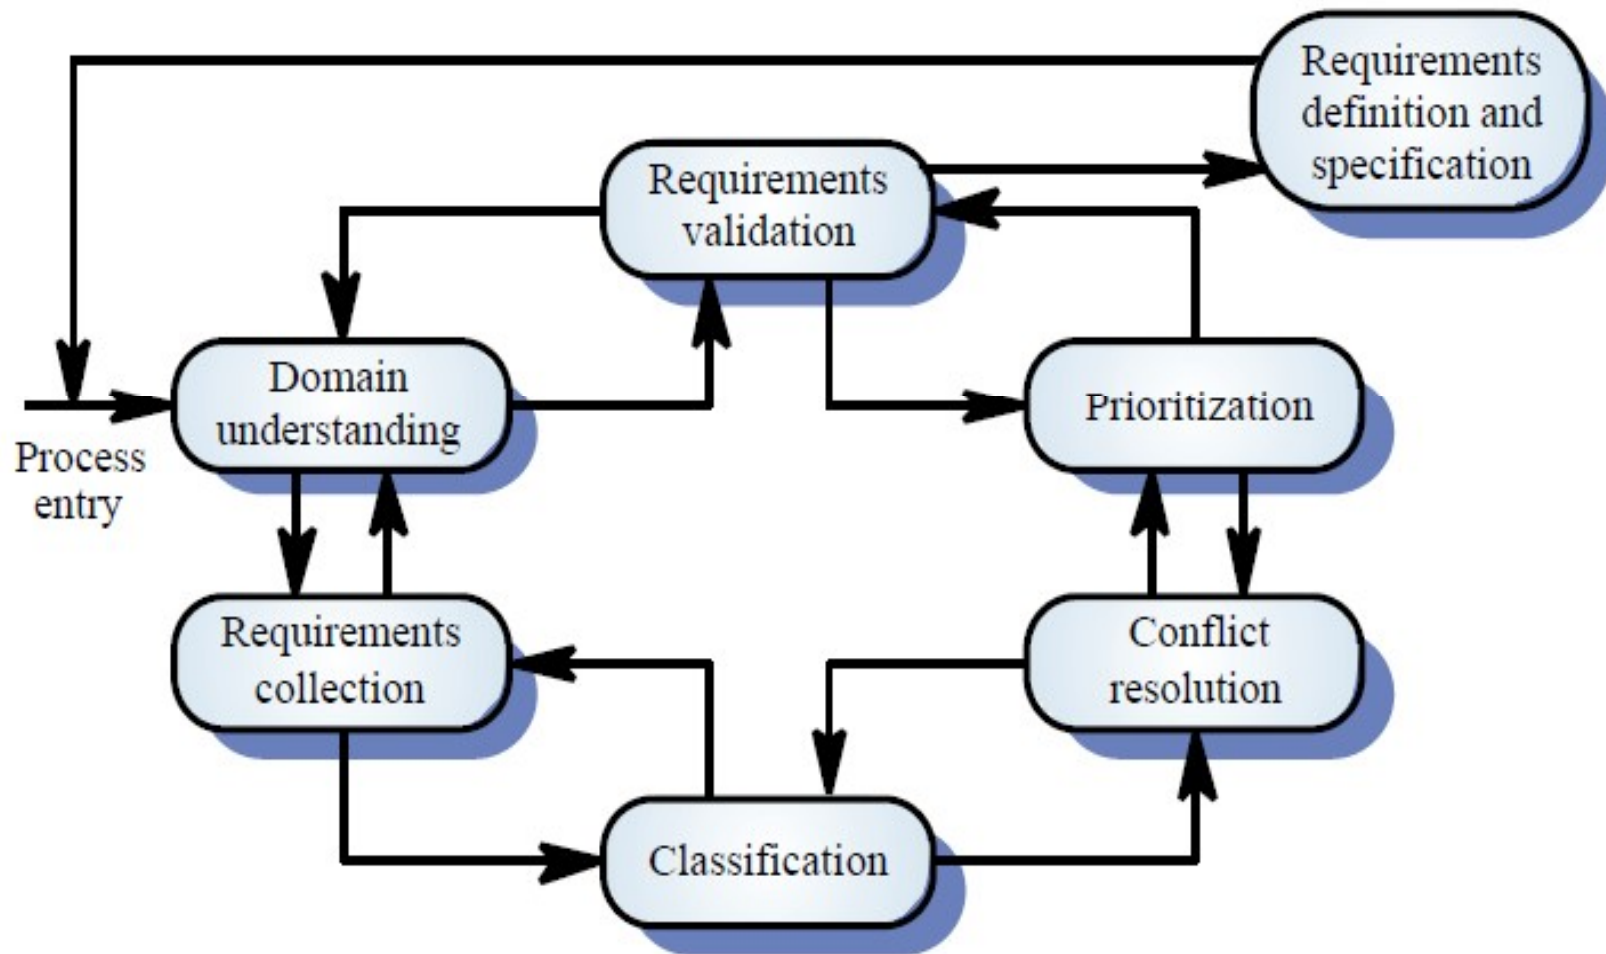 Requirements
definition and
specification
Requirements
validation
Domain
understanding
Prioritization
Process
entry
Requirements
collection
Conflict
resolution
Classification